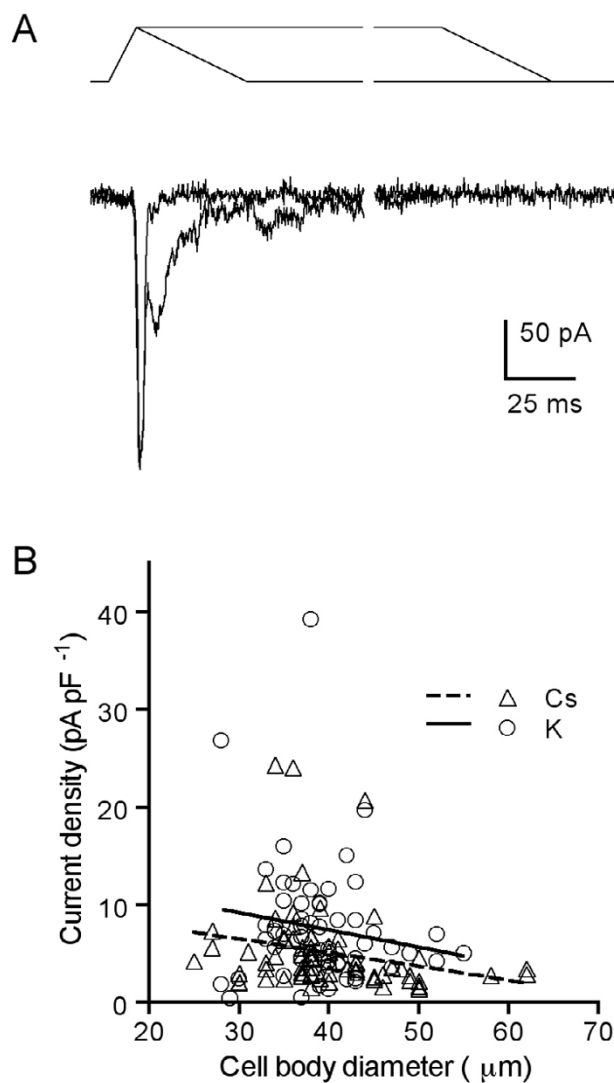 A
50 pA
25 ms
B
Current density (pA pF⁻¹)
40
30
20
10
0
Cs
K
20 30 40 50 60 70
Cell body diameter ( μm)